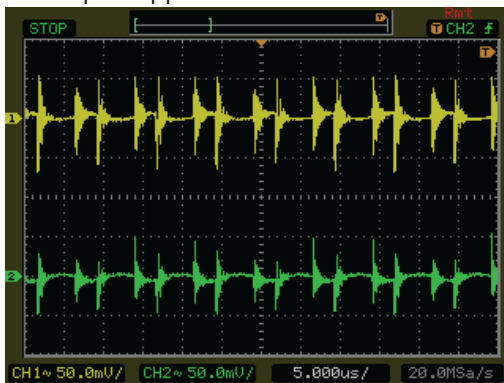 Rmt
STOP [ ] T T CH2
T
1
2
CH1~ 50.0mV/ CH2~ 50.0mV/ 5.000us/ 20.0MSa/s